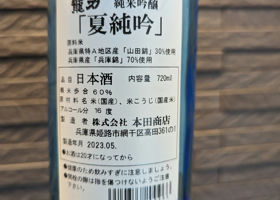 龍力 純米吟醸
「夏純吟」
原料米
兵庫県特A地区産「山田錦」30%使用
兵庫県産「兵庫錦」70%使用
品目 日本酒 内容量 720ml
精米歩合 60%
原材料名 米(国産)、米こうじ(国産米)
アルコール分 16度
製造者 株式会社 本田商店
兵庫県姫路市網干区高田361の1
製造年月 2023.05.
●お酒は20才になってから